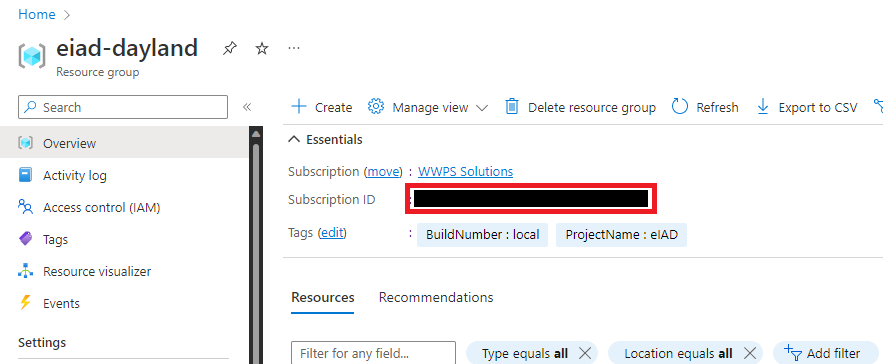 Home >
eiad-dayland
Resource group
Search
Overview
Activity log
Access control (IAM)
Tags
Resource visualizer
Events
Settings
Create
Manage view
Delete resource group
Refresh
Export to CSV
Essentials
Subscription (move) : WWPS Solutions
Subscription ID :
Tags (edit) : BuildNumber : local ProjectName : eIAD
Resources Recommendations
Filter for any field...
Type equals all
Location equals all
Add filter